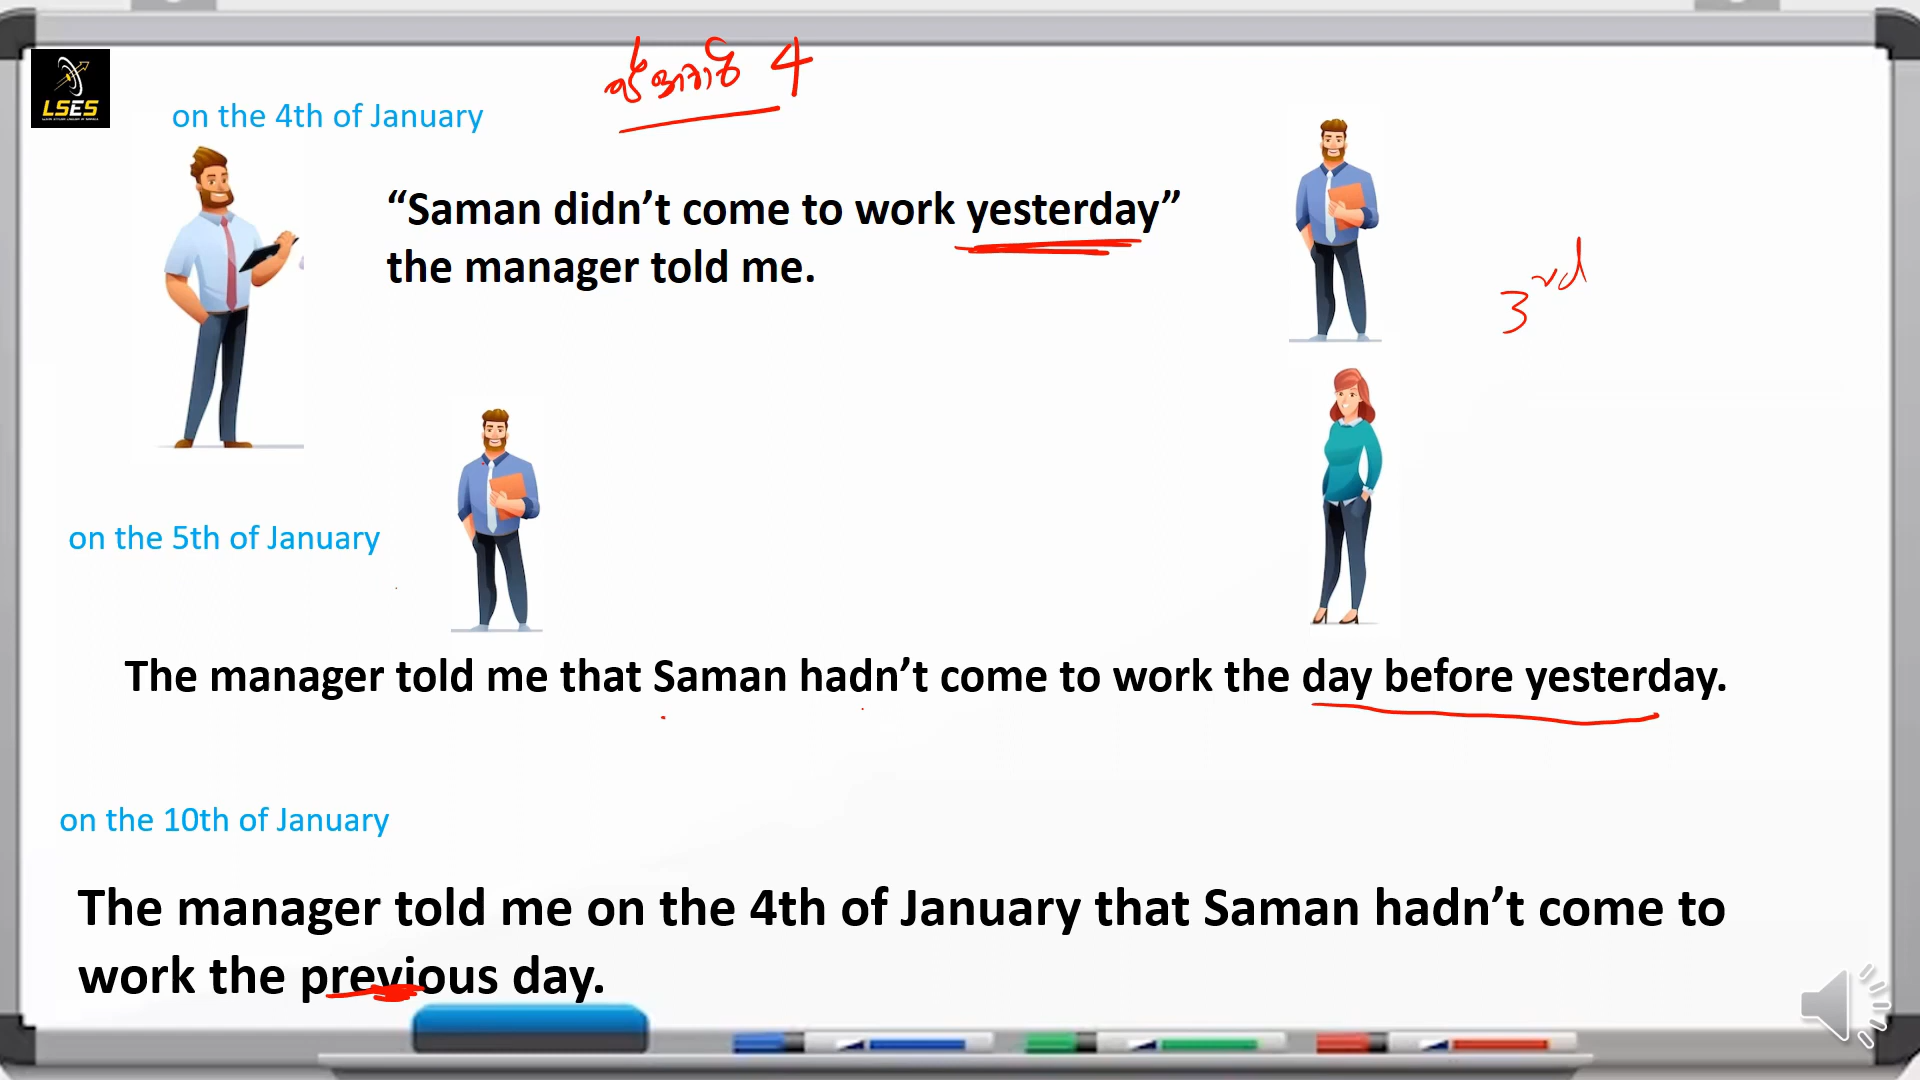 LSES
ජනවාරි 4
on the 4th of January
“Saman didn’t come to work yesterday”
the manager told me.
3rd
on the 5th of January
The manager told me that Saman hadn’t come to work the day before yesterday.
on the 10th of January
The manager told me on the 4th of January that Saman hadn’t come to
work the previous day.